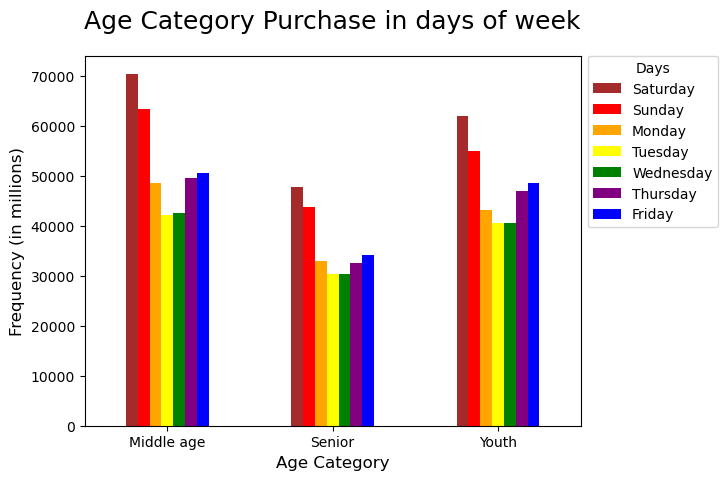 Age Category Purchase in days of week
Frequency (in millions)
70000
60000
50000
40000
30000
20000
10000
0
Middle age
Senior
Youth
Age Category
Days
Saturday
Sunday
Monday
Tuesday
Wednesday
Thursday
Friday